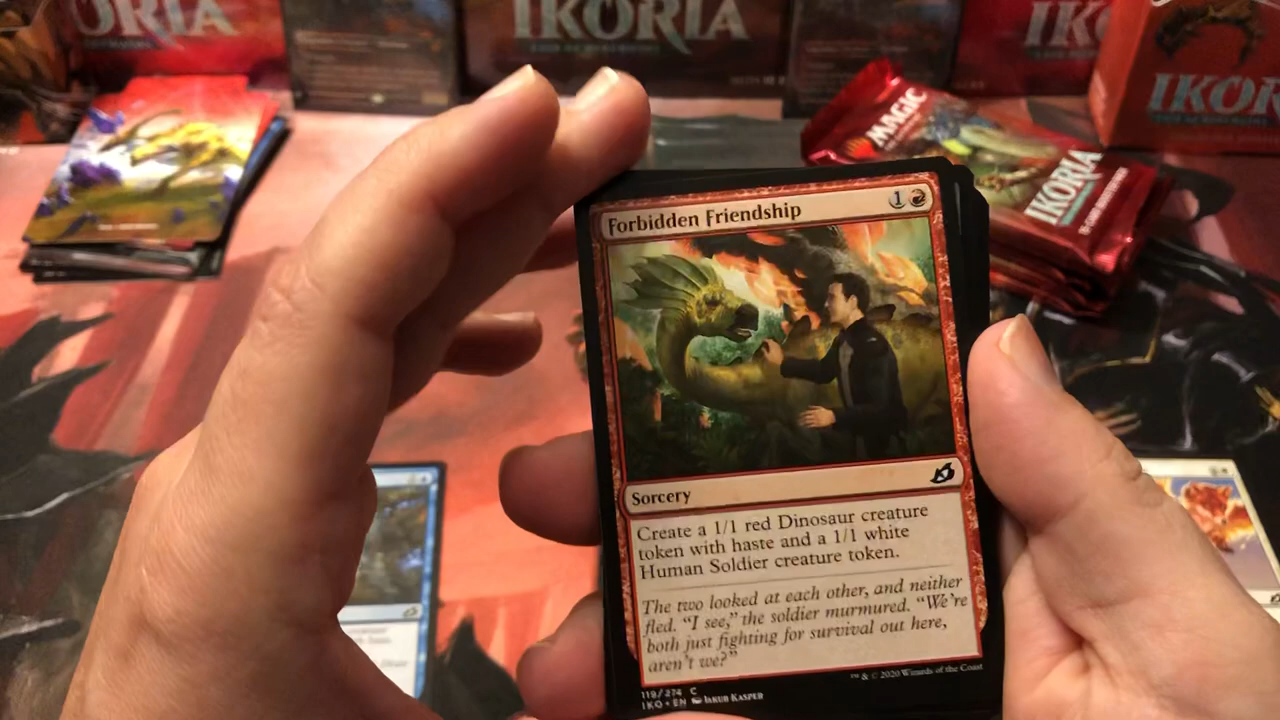 ORIA
IKORIA
IK
IKOR
MAGIC
IKORIA
Forbidden Friendship
1
Sorcery
Create a 1/1 red Dinosaur creature
token with haste and a 1/1 white
Human Soldier creature token.
The two looked at each other, and neither
fled. “I see,” the soldier murmured. “We're
both just fighting for survival out here,
aren't we?”
™ & © 2020 Wizards of the Coast
119/274 C
IKO • EN Jakub Kasper